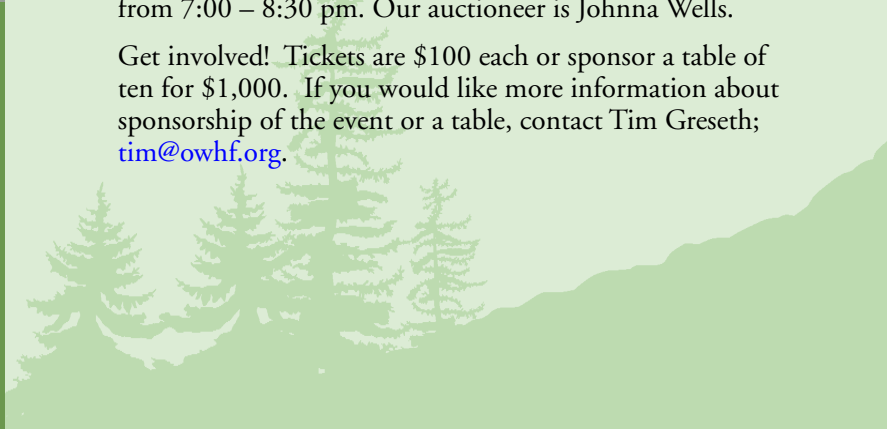 from 7:00 – 8:30 pm. Our auctioneer is Johnna Wells.
Get involved!  Tickets are $100 each or sponsor a table of
ten for $1,000.  If you would like more information about
sponsorship of the event or a table, contact Tim Greseth;
tim@owhf.org.